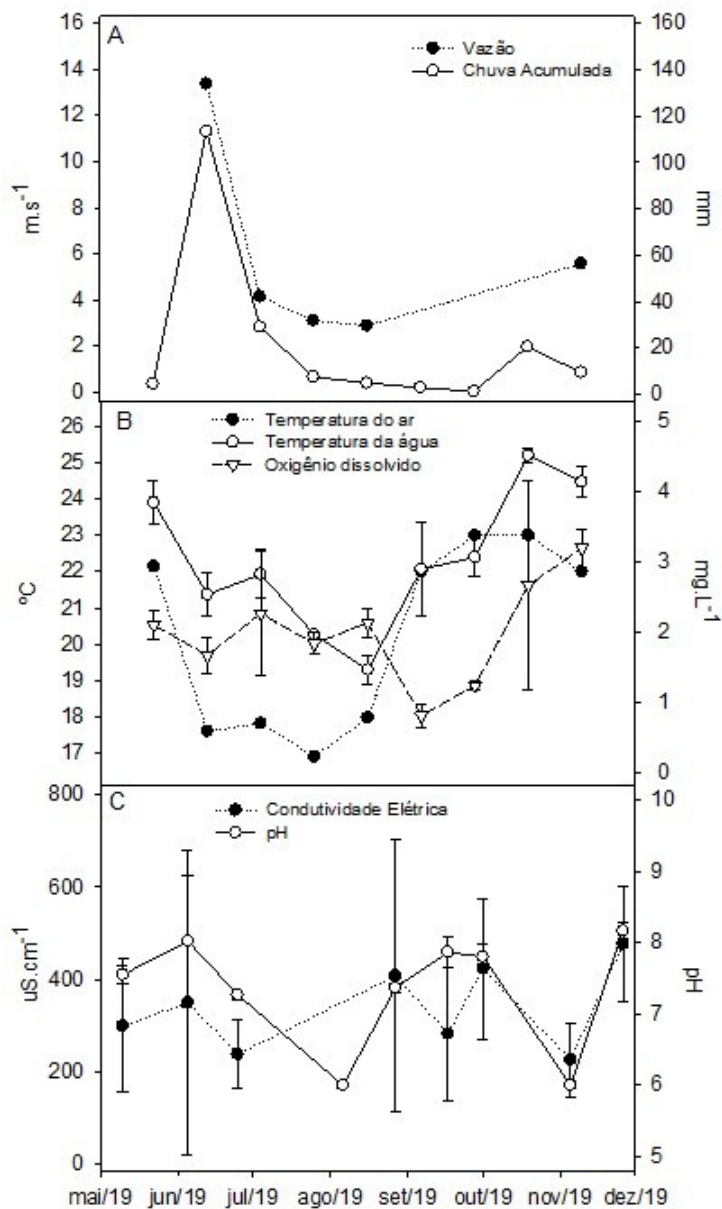 A
Vazão
Chuva Acumulada
16
14
12
10
8
6
4
2
0
m.s⁻¹
160
140
120
100
80
60
40
20
0
mm
B
Temperatura do ar
Temperatura da água
Oxigênio dissolvido
26
25
24
23
22
21
20
19
18
17
ºC
5
4
3
2
1
0
mg.L⁻¹
C
Condutividade Elétrica
pH
800
600
400
200
0
uS.cm⁻¹
10
9
8
7
6
5
pH
mai/19 jun/19 jul/19 ago/19 set/19 out/19 nov/19 dez/19